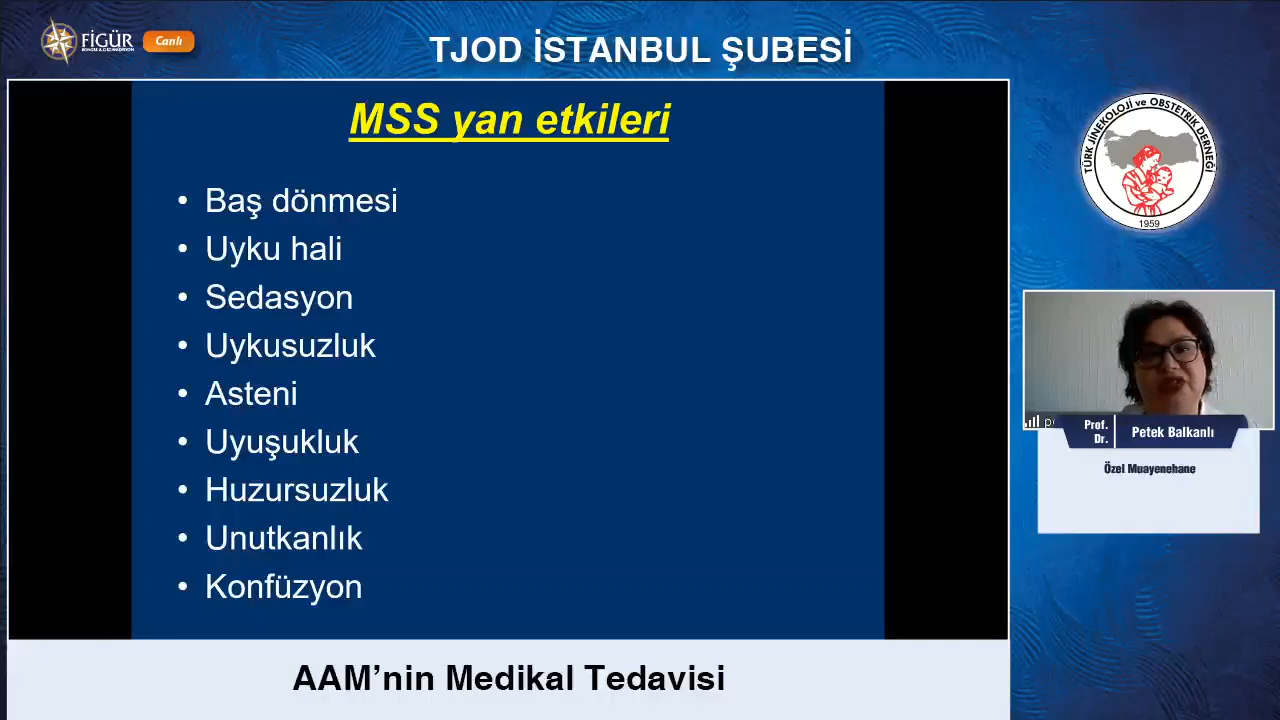 FİGÜR
Canlı
TJOD İSTANBUL ŞUBESİ
MSS yan etkileri
• Baş dönmesi
• Uyku hali
• Sedasyon
• Uykusuzluk
• Asteni
• Uyuşukluk
• Huzursuzluk
• Unutkanlık
• Konfüzyon
AAM’nin Medikal Tedavisi
TÜRK JİNEKOLOJİ ve OBSTETRİK DERNEĞİ
1959
Prof. Dr.
Petek Balkanlı
Özel Muayenehane